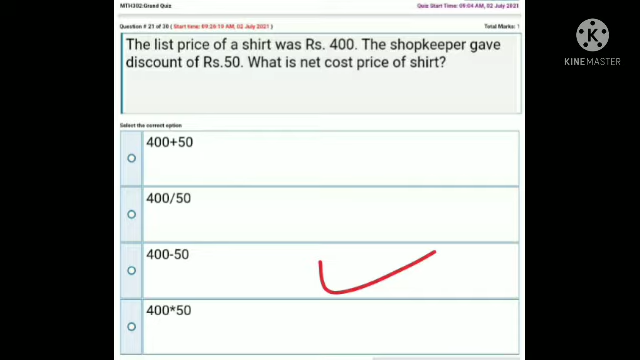 MTH302:Grand Quiz
Quiz Start Time: 09:04 AM, 02 July 2021
Question # 21 of 30 ( Start time: 09:26:19 AM, 02 July 2021 )
Total Marks: 1
The list price of a shirt was Rs. 400. The shopkeeper gave
discount of Rs.50. What is net cost price of shirt?
Select the correct option
400+50
400/50
400-50
400*50
K
KINEMASTER